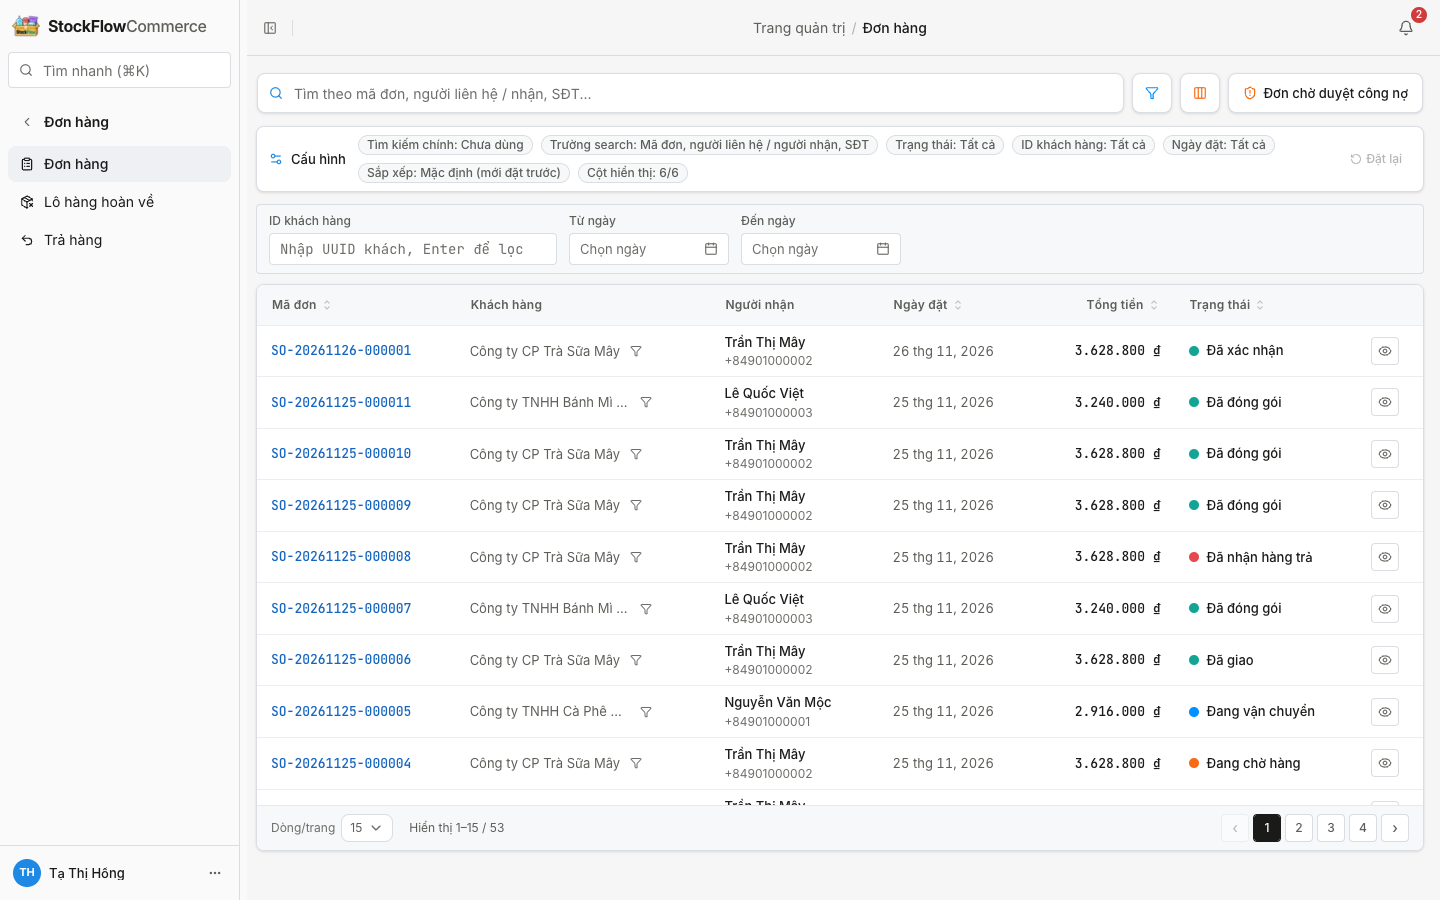 StockFlowCommerce
Tìm nhanh (⌘K)
Đơn hàng
Đơn hàng
Lô hàng hoàn về
Trả hàng
TH Tạ Thị Hồng
Trang quản trị / Đơn hàng
2
Tìm theo mã đơn, người liên hệ / nhận, SĐT...
Đơn chờ duyệt công nợ
Cấu hình
Tìm kiếm chính: Chưa dùng
Trường search: Mã đơn, người liên hệ / người nhận, SĐT
Trạng thái: Tất cả
ID khách hàng: Tất cả
Ngày đặt: Tất cả
Sắp xếp: Mặc định (mới đặt trước)
Cột hiển thị: 6/6
Đặt lại
ID khách hàng Từ ngày Đến ngày
Nhập UUID khách, Enter để lọc Chọn ngày Chọn ngày
Mã đơn Khách hàng Người nhận Ngày đặt Tổng tiền Trạng thái
SO-20261126-000001 Công ty CP Trà Sữa Mây Trần Thị Mây 26 thg 11, 2026 3.628.800 ₫ Đã xác nhận
+84901000002
SO-20261125-000011 Công ty TNHH Bánh Mì ... Lê Quốc Việt 25 thg 11, 2026 3.240.000 ₫ Đã đóng gói
+84901000003
SO-20261125-000010 Công ty CP Trà Sữa Mây Trần Thị Mây 25 thg 11, 2026 3.628.800 ₫ Đã đóng gói
+84901000002
SO-20261125-000009 Công ty CP Trà Sữa Mây Trần Thị Mây 25 thg 11, 2026 3.628.800 ₫ Đã đóng gói
+84901000002
SO-20261125-000008 Công ty CP Trà Sữa Mây Trần Thị Mây 25 thg 11, 2026 3.628.800 ₫ Đã nhận hàng trả
+84901000002
SO-20261125-000007 Công ty TNHH Bánh Mì ... Lê Quốc Việt 25 thg 11, 2026 3.240.000 ₫ Đã đóng gói
+84901000003
SO-20261125-000006 Công ty CP Trà Sữa Mây Trần Thị Mây 25 thg 11, 2026 3.628.800 ₫ Đã giao
+84901000002
SO-20261125-000005 Công ty TNHH Cà Phê ... Nguyễn Văn Mộc 25 thg 11, 2026 2.916.000 ₫ Đang vận chuyển
+84901000001
SO-20261125-000004 Công ty CP Trà Sữa Mây Trần Thị Mây 25 thg 11, 2026 3.628.800 ₫ Đang chờ hàng
+84901000002
Trần Thị Mây
Dòng/trang 15 Hiển thị 1–15 / 53 ‹ 1 2 3 4 ›